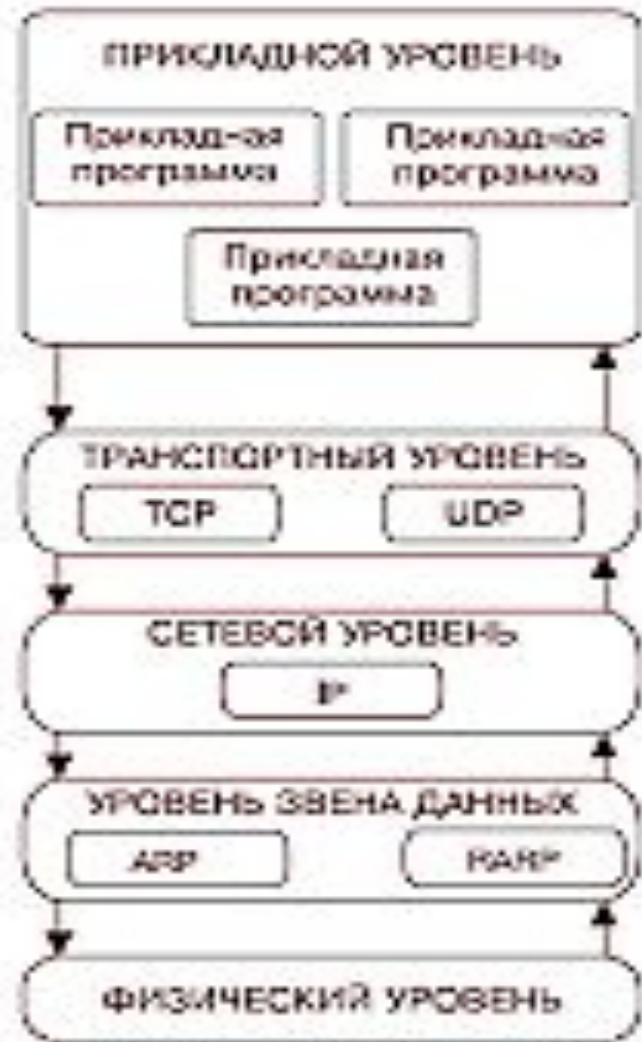 ПРИКЛАДНОЙ УРОВЕНЬ
Прикладная
программа
Прикладная
программа
Прикладная
программа
ТРАНСПОРТНЫЙ УРОВЕНЬ
TCP
UDP
СЕТЕВОЙ УРОВЕНЬ
IP
УРОВЕНЬ ЗВЕНА ДАННЫХ
ARP
RARP
ФИЗИЧЕСКИЙ УРОВЕНЬ